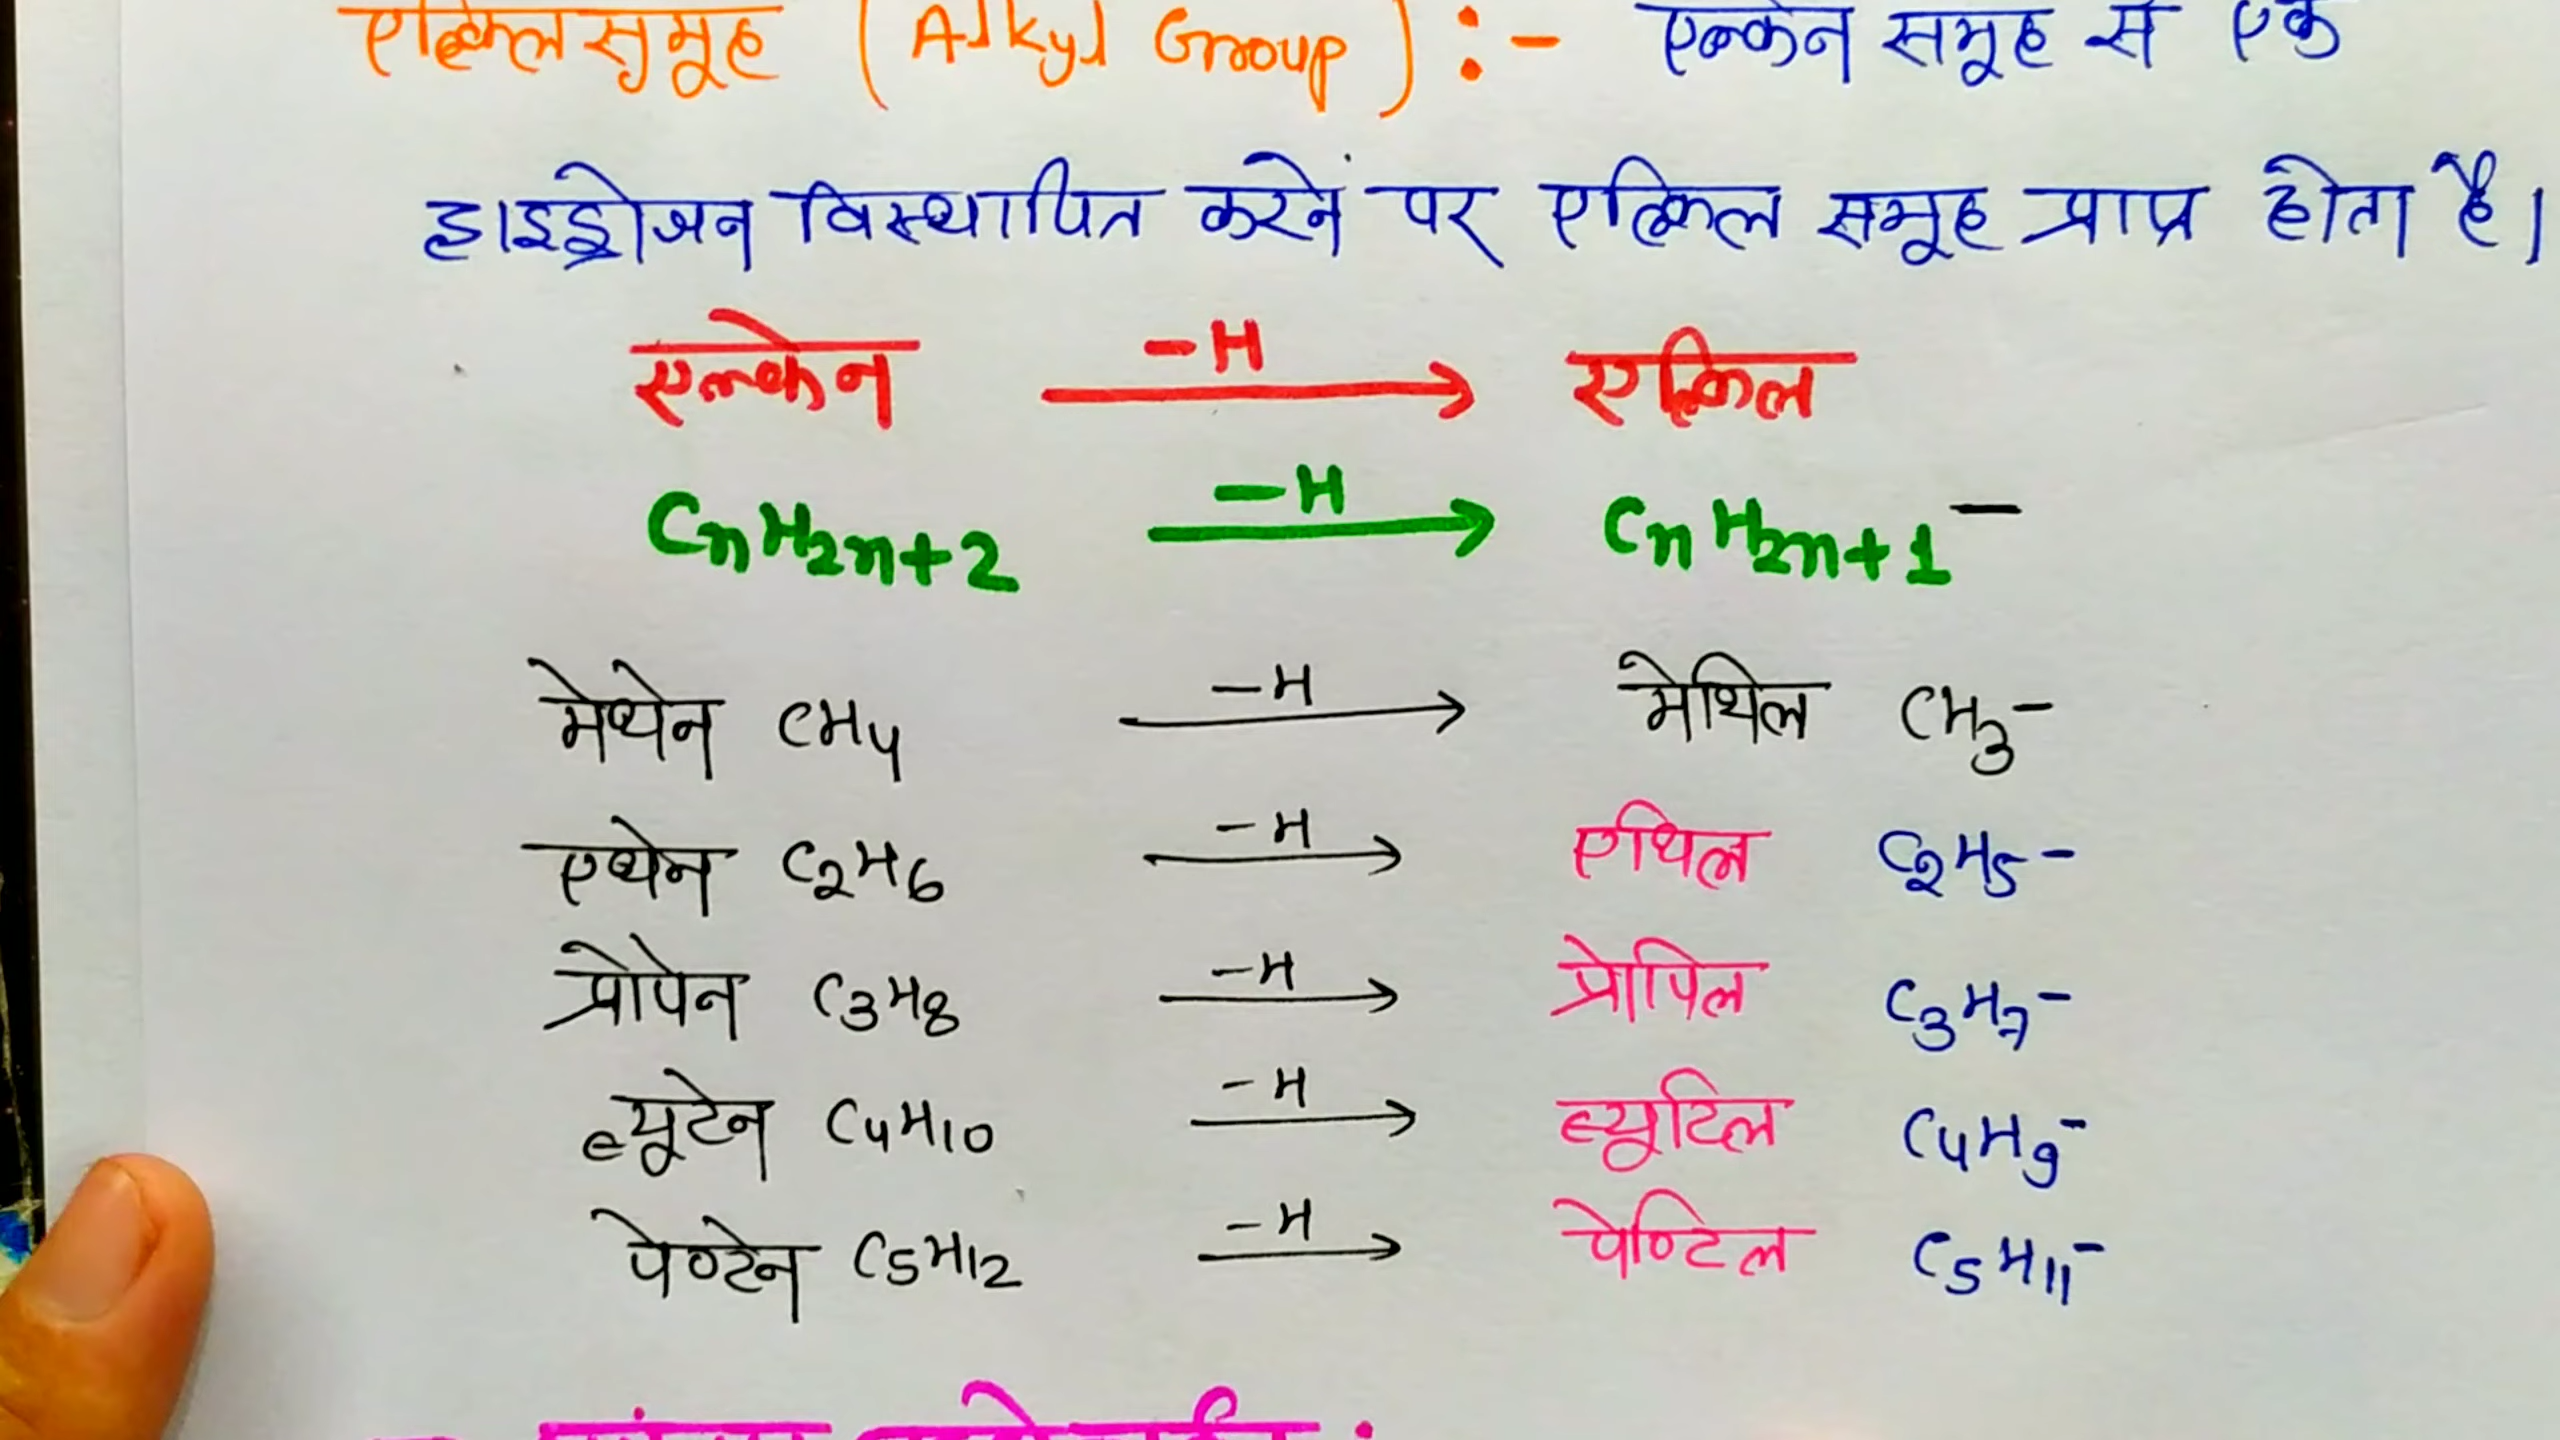 एल्किल समूह (Alkyl Group) :- एल्केन समूह से एक
हाइड्रोजन विस्थापित करनें पर एल्किल समूह प्राप्त होता है।
एल्केन -H → एल्किल
CnH2n+2 -H → CnH2n+1-
मेथेन CH4 -H → मेथिल CH3-
एथेन C2H6 -H → एथिल C2H5-
प्रोपेन C3H8 -H → प्रोपिल C3H7-
ब्यूटेन C4H10 -H → ब्यूटिल C4H9-
पेण्टेन C5H12 -H → पेण्टिल C5H11-